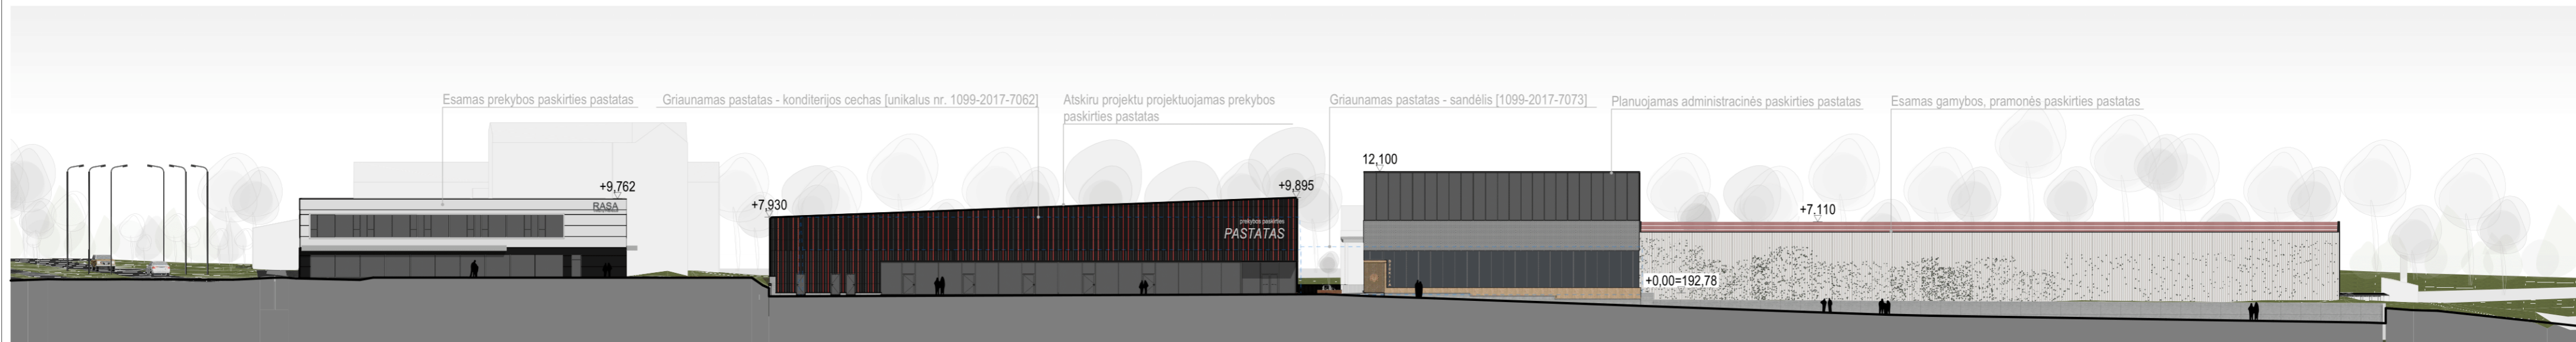 Esamas prekybos paskirties pastatas
Griaunamas pastatas - konditerijos cechas [unikalus nr. 1099-2017-7062]
Atskiru projektu projektuojamas prekybos
paskirties pastatas
Griaunamas pastatas - sandėlis [1099-2017-7073]
Planuojamas administracinės paskirties pastatas
Esamas gamybos, pramonės paskirties pastatas
12,100
+9,762
+9,895
+7,930
RASA
+7,110
prekybos paskirties
PASTATAS
+0,00=192,78